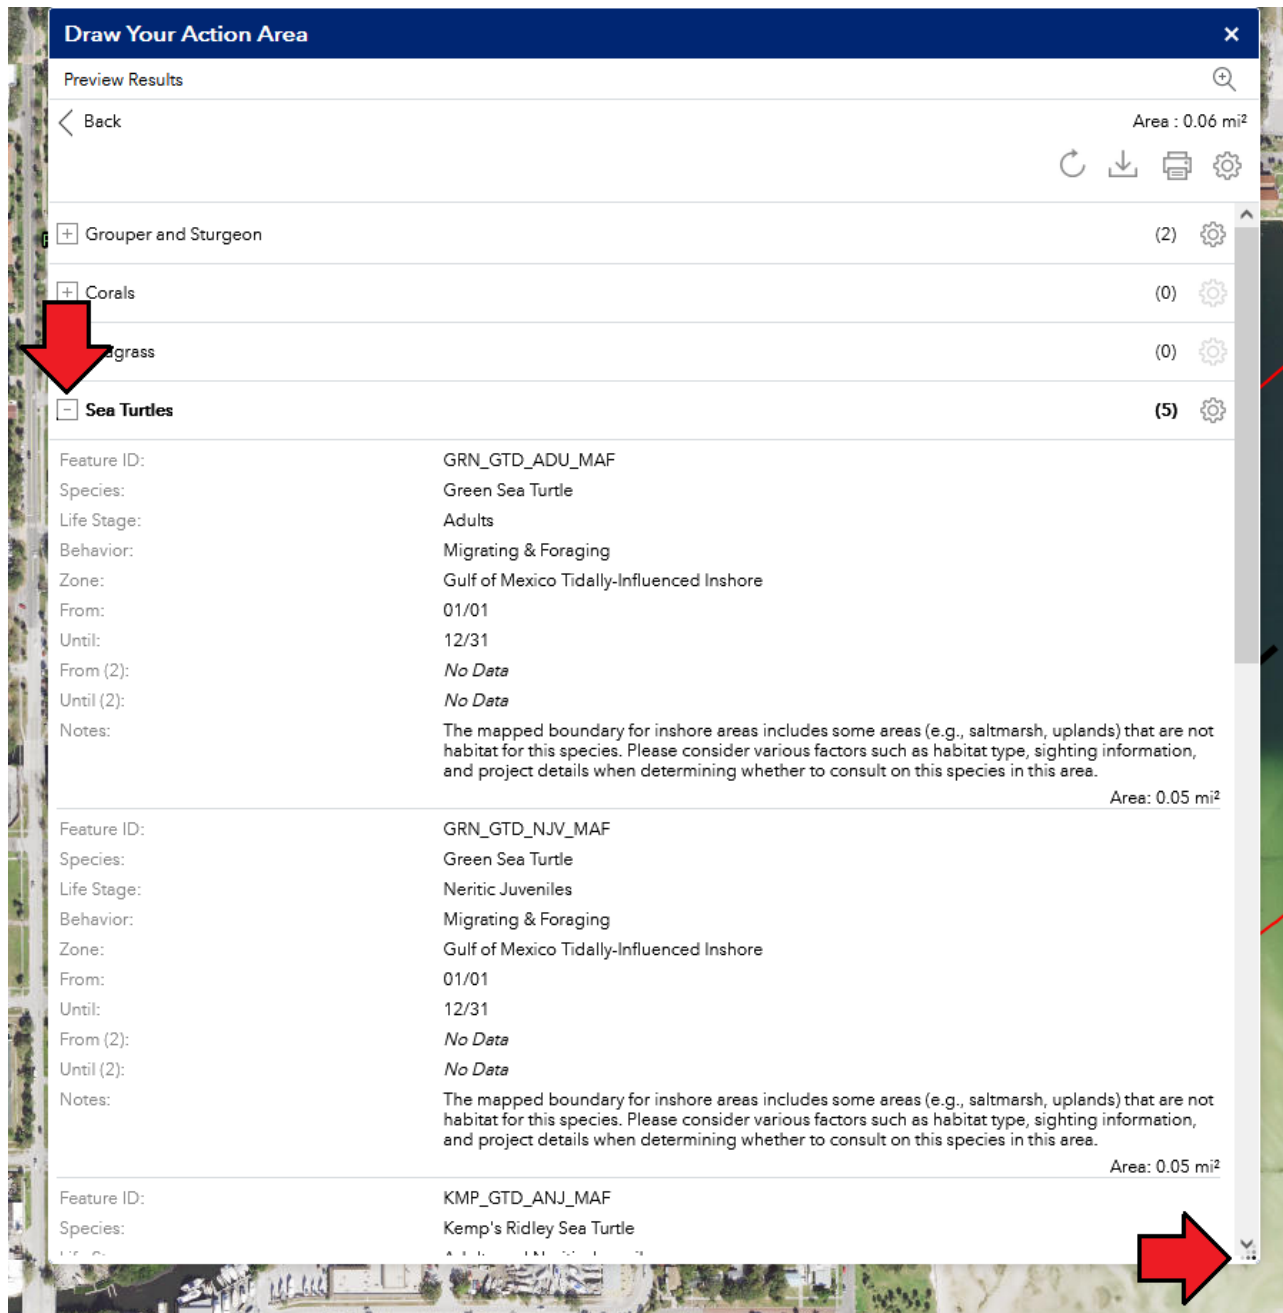 Draw Your Action Area
Preview Results
Back
Area : 0.06 mi²
Grouper and Sturgeon (2)
Corals (0)
grass (0)
Sea Turtles (5)
Feature ID: GRN_GTD_ADU_MAF
Species: Green Sea Turtle
Life Stage: Adults
Behavior: Migrating & Foraging
Zone: Gulf of Mexico Tidally-Influenced Inshore
From: 01/01
Until: 12/31
From (2): No Data
Until (2): No Data
Notes: The mapped boundary for inshore areas includes some areas (e.g., saltmarsh, uplands) that are not
habitat for this species. Please consider various factors such as habitat type, sighting information,
and project details when determining whether to consult on this species in this area.
Area: 0.05 mi²
Feature ID: GRN_GTD_NJV_MAF
Species: Green Sea Turtle
Life Stage: Neritic Juveniles
Behavior: Migrating & Foraging
Zone: Gulf of Mexico Tidally-Influenced Inshore
From: 01/01
Until: 12/31
From (2): No Data
Until (2): No Data
Notes: The mapped boundary for inshore areas includes some areas (e.g., saltmarsh, uplands) that are not
habitat for this species. Please consider various factors such as habitat type, sighting information,
and project details when determining whether to consult on this species in this area.
Area: 0.05 mi²
Feature ID: KMP_GTD_ANJ_MAF
Species: Kemp's Ridley Sea Turtle